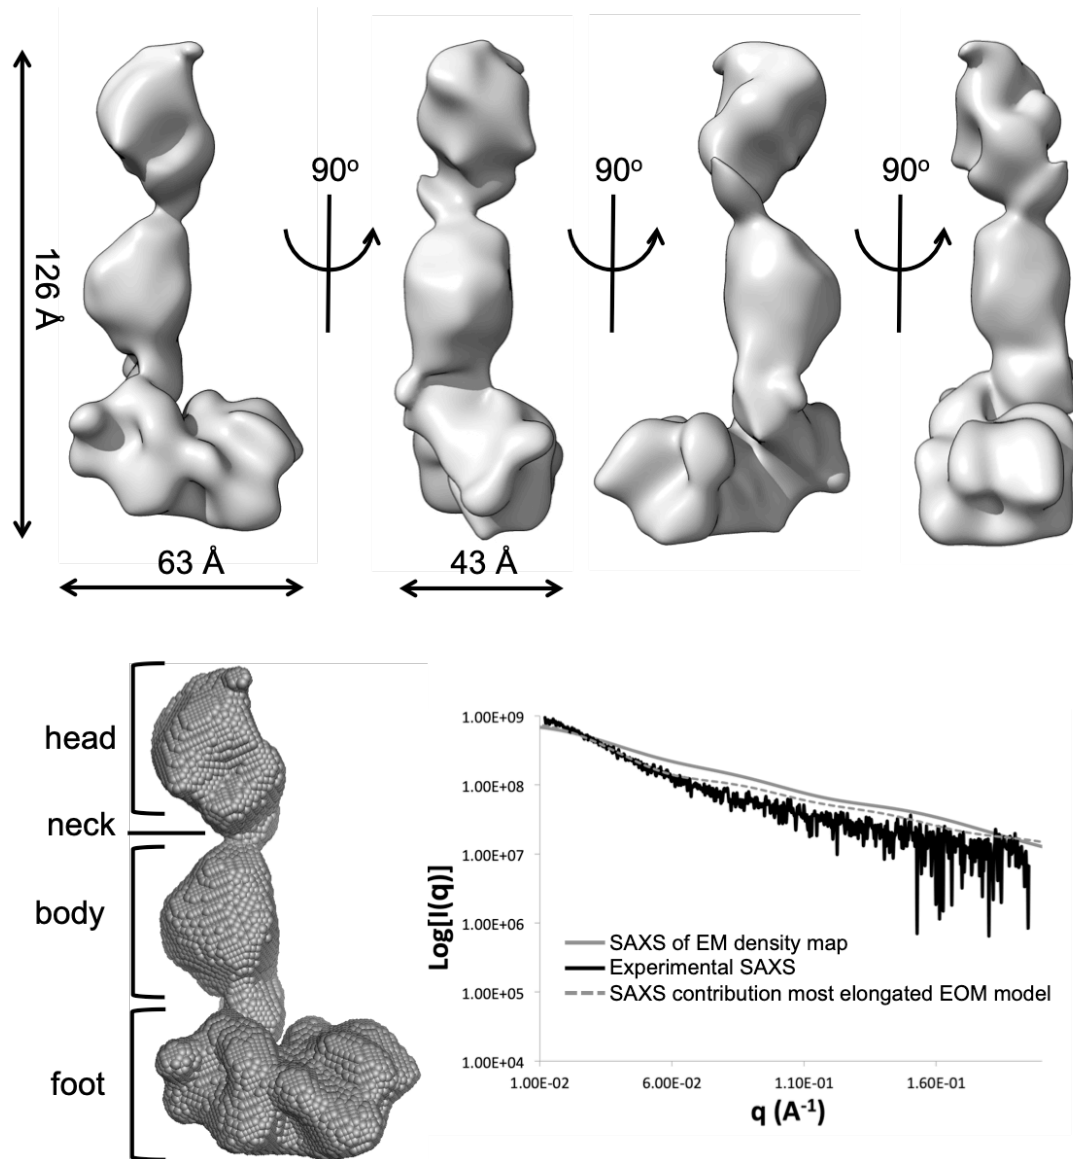 90º
90º
90º
126 Å
63 Å
43 Å
head
neck
body
foot
Log[I(q)]
1.00E+09
1.00E+08
1.00E+07
1.00E+06
1.00E+05
1.00E+04
SAXS of EM density map
Experimental SAXS
SAXS contribution most elongated EOM model
1.00E-02
6.00E-02
1.10E-01
1.60E-01
q (A⁻¹)